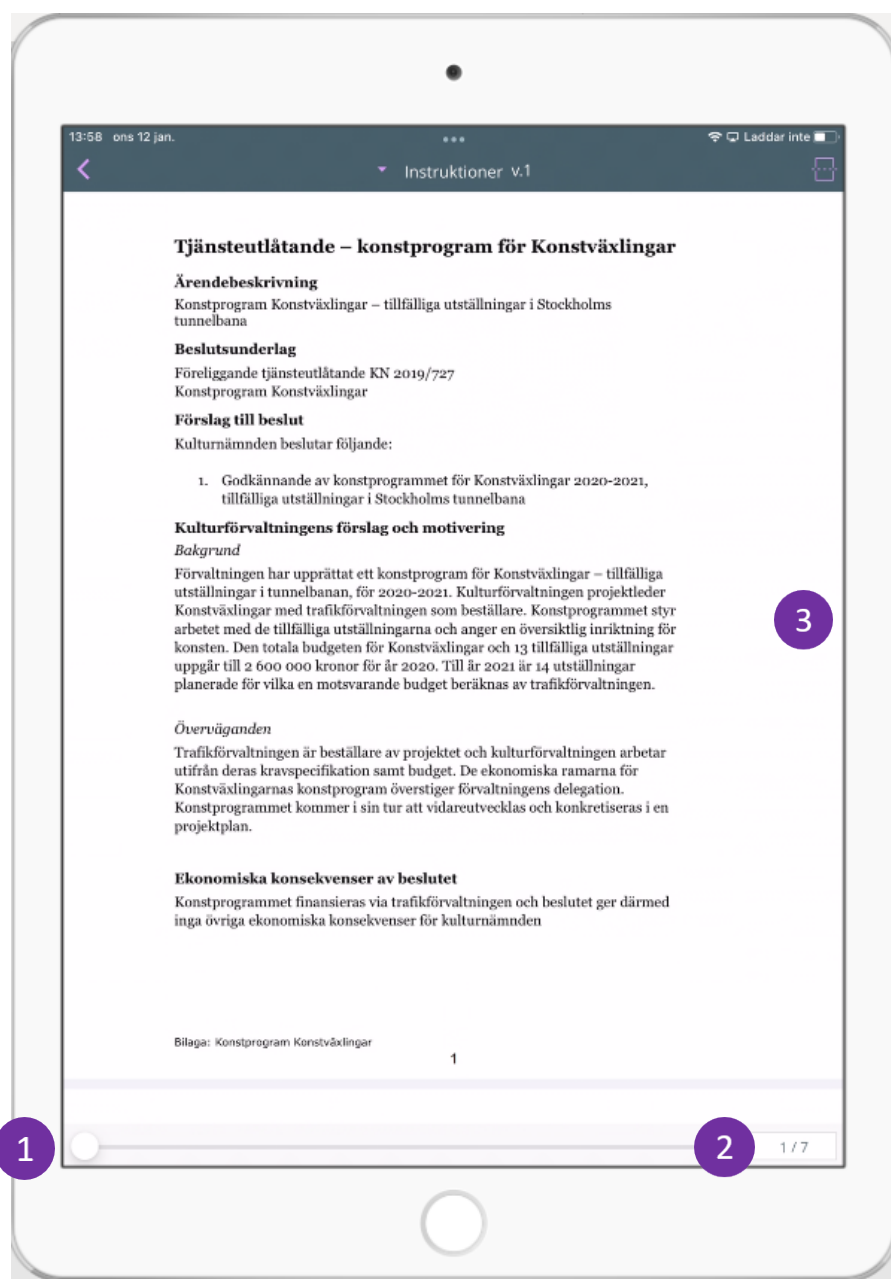 13:58 ons 12 jan.
Laddar inte
Instruktioner v.1
Tjänsteutlåtande – konstprogram för Konstväxlingar
Ärendebeskrivning
Konstprogram Konstväxlingar – tillfälliga utställningar i Stockholms
tunnelbana
Beslutsunderlag
Föreliggande tjänsteutlåtande KN 2019/727
Konstprogram Konstväxlingar
Förslag till beslut
Kulturnämnden beslutar följande:
1. Godkännande av konstprogrammet för Konstväxlingar 2020-2021,
tillfälliga utställningar i Stockholms tunnelbana
Kulturförvaltningens förslag och motivering
Bakgrund
Förvaltningen har upprättat ett konstprogram för Konstväxlingar – tillfälliga
utställningar i tunnelbanan, för 2020-2021. Kulturförvaltningen projektleder
Konstväxlingar med trafikförvaltningen som beställare. Konstprogrammet styr
arbetet med de tillfälliga utställningarna och anger en översiktlig inriktning för
konsten. Den totala budgeten för Konstväxlingar och 13 tillfälliga utställningar
uppgår till 2 600 000 kronor för år 2020. Till år 2021 är 14 utställningar
planerade för vilka en motsvarande budget beräknas av trafikförvaltningen.
3
Överväganden
Trafikförvaltningen är beställare av projektet och kulturförvaltningen arbetar
utifrån deras kravspecifikation samt budget. De ekonomiska ramarna för
Konstväxlingarnas konstprogram överstiger förvaltningens delegation.
Konstprogrammet kommer i sin tur att vidareutvecklas och konkretiseras i en
projektplan.
Ekonomiska konsekvenser av beslutet
Konstprogrammet finansieras via trafikförvaltningen och beslutet ger därmed
inga övriga ekonomiska konsekvenser för kulturnämnden
Bilaga: Konstprogram Konstväxlingar
1
1
2
1 / 7